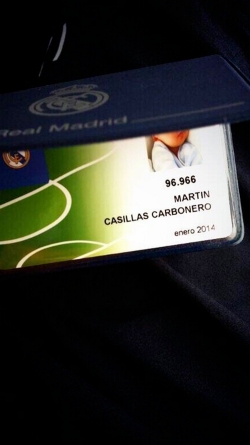 Real Madrid
96.966
MARTIN
CASILLAS CARBONERO
enero 2014